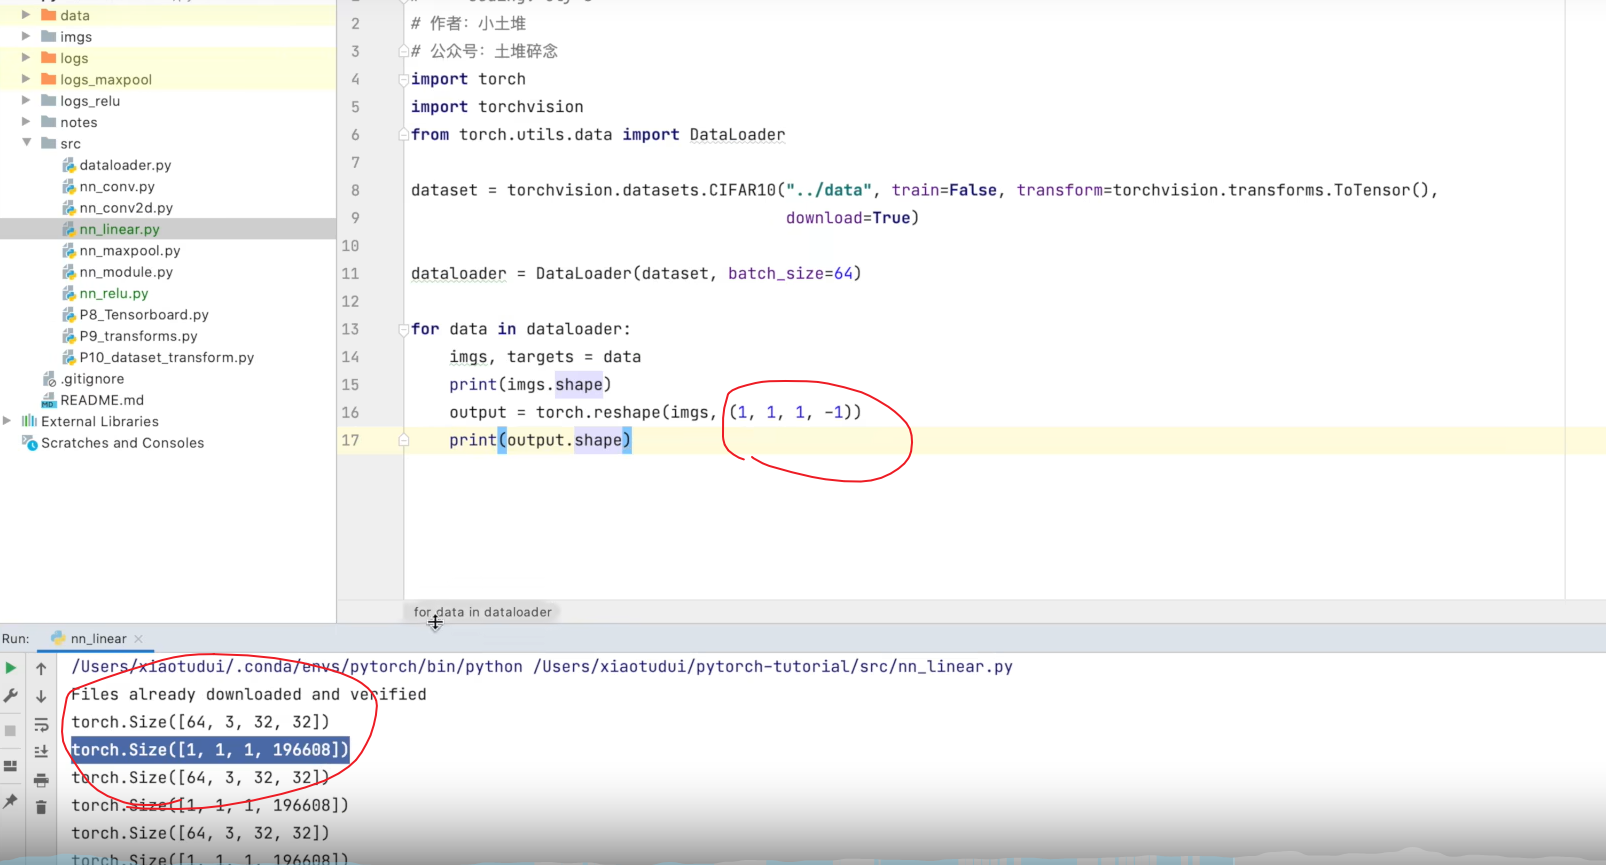 data
imgs
logs
logs_maxpool
logs_relu
notes
src
dataloader.py
nn_conv.py
nn_conv2d.py
nn_linear.py
nn_maxpool.py
nn_module.py
nn_relu.py
P8_Tensorboard.py
P9_transforms.py
P10_dataset_transform.py
.gitignore
README.md
External Libraries
Scratches and Consoles
2 # 作者：小土堆
3 # 公众号：土堆碎念
4 import torch
5 import torchvision
6 from torch.utils.data import DataLoader
7
8 dataset = torchvision.datasets.CIFAR10("../data", train=False, transform=torchvision.transforms.ToTensor(),
9 download=True)
10
11 dataloader = DataLoader(dataset, batch_size=64)
12
13 for data in dataloader:
14 imgs, targets = data
15 print(imgs.shape)
16 output = torch.reshape(imgs, (1, 1, 1, -1))
17 print(output.shape)
for data in dataloader
Run: nn_linear
/Users/xiaotudui/.conda/envs/pytorch/bin/python /Users/xiaotudui/pytorch-tutorial/src/nn_linear.py
Files already downloaded and verified
torch.Size([64, 3, 32, 32])
torch.Size([1, 1, 1, 196608])
torch.Size([64, 3, 32, 32])
torch.Size([1, 1, 1, 196608])
torch.Size([64, 3, 32, 32])
torch.Size([1, 1, 1, 196608])